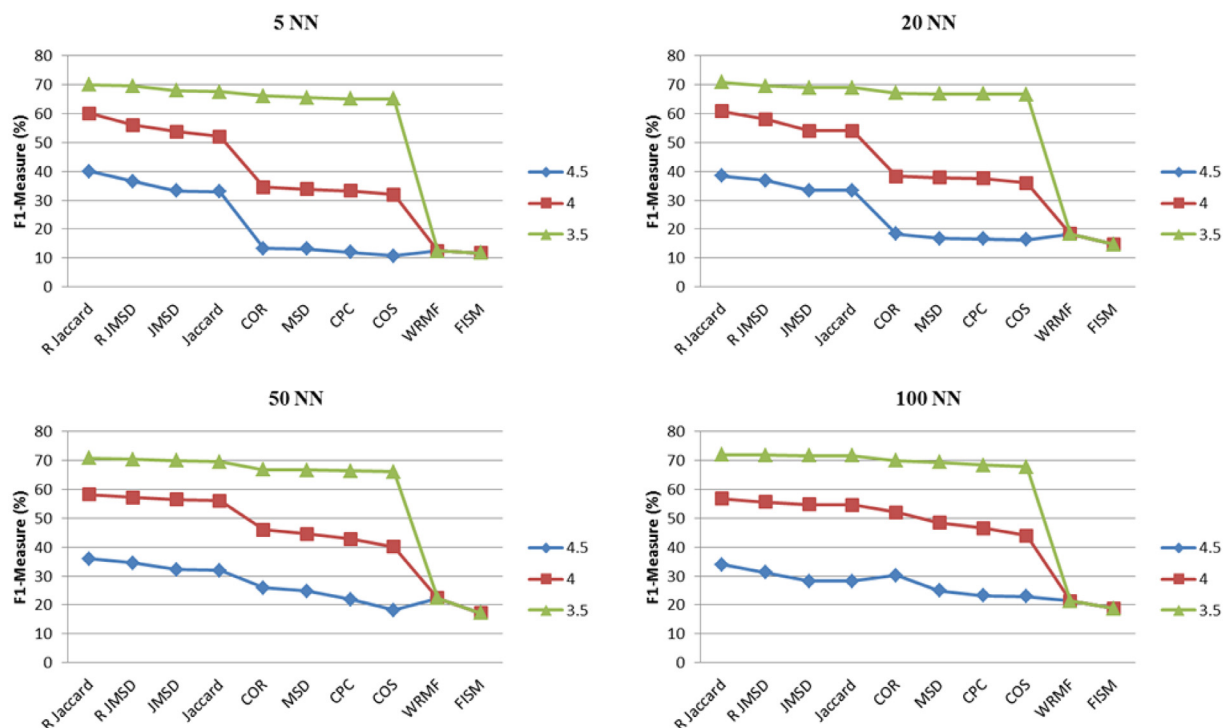 5 NN
F1-Measure (%)
80
70
60
50
40
30
20
10
0
R Jaccard
R JMSD
JMSD
Jaccard
COR
MSD
CPC
COS
WRMF
FISM
4.5
4
3.5
20 NN
F1-Measure (%)
80
70
60
50
40
30
20
10
0
R Jaccard
R JMSD
JMSD
Jaccard
COR
MSD
CPC
COS
WRMF
FISM
4.5
4
3.5
50 NN
F1-Measure (%)
80
70
60
50
40
30
20
10
0
R Jaccard
R JMSD
JMSD
Jaccard
COR
MSD
CPC
COS
WRMF
FISM
4.5
4
3.5
100 NN
F1-Measure (%)
80
70
60
50
40
30
20
10
0
R Jaccard
R JMSD
JMSD
Jaccard
COR
MSD
CPC
COS
WRMF
FISM
4.5
4
3.5